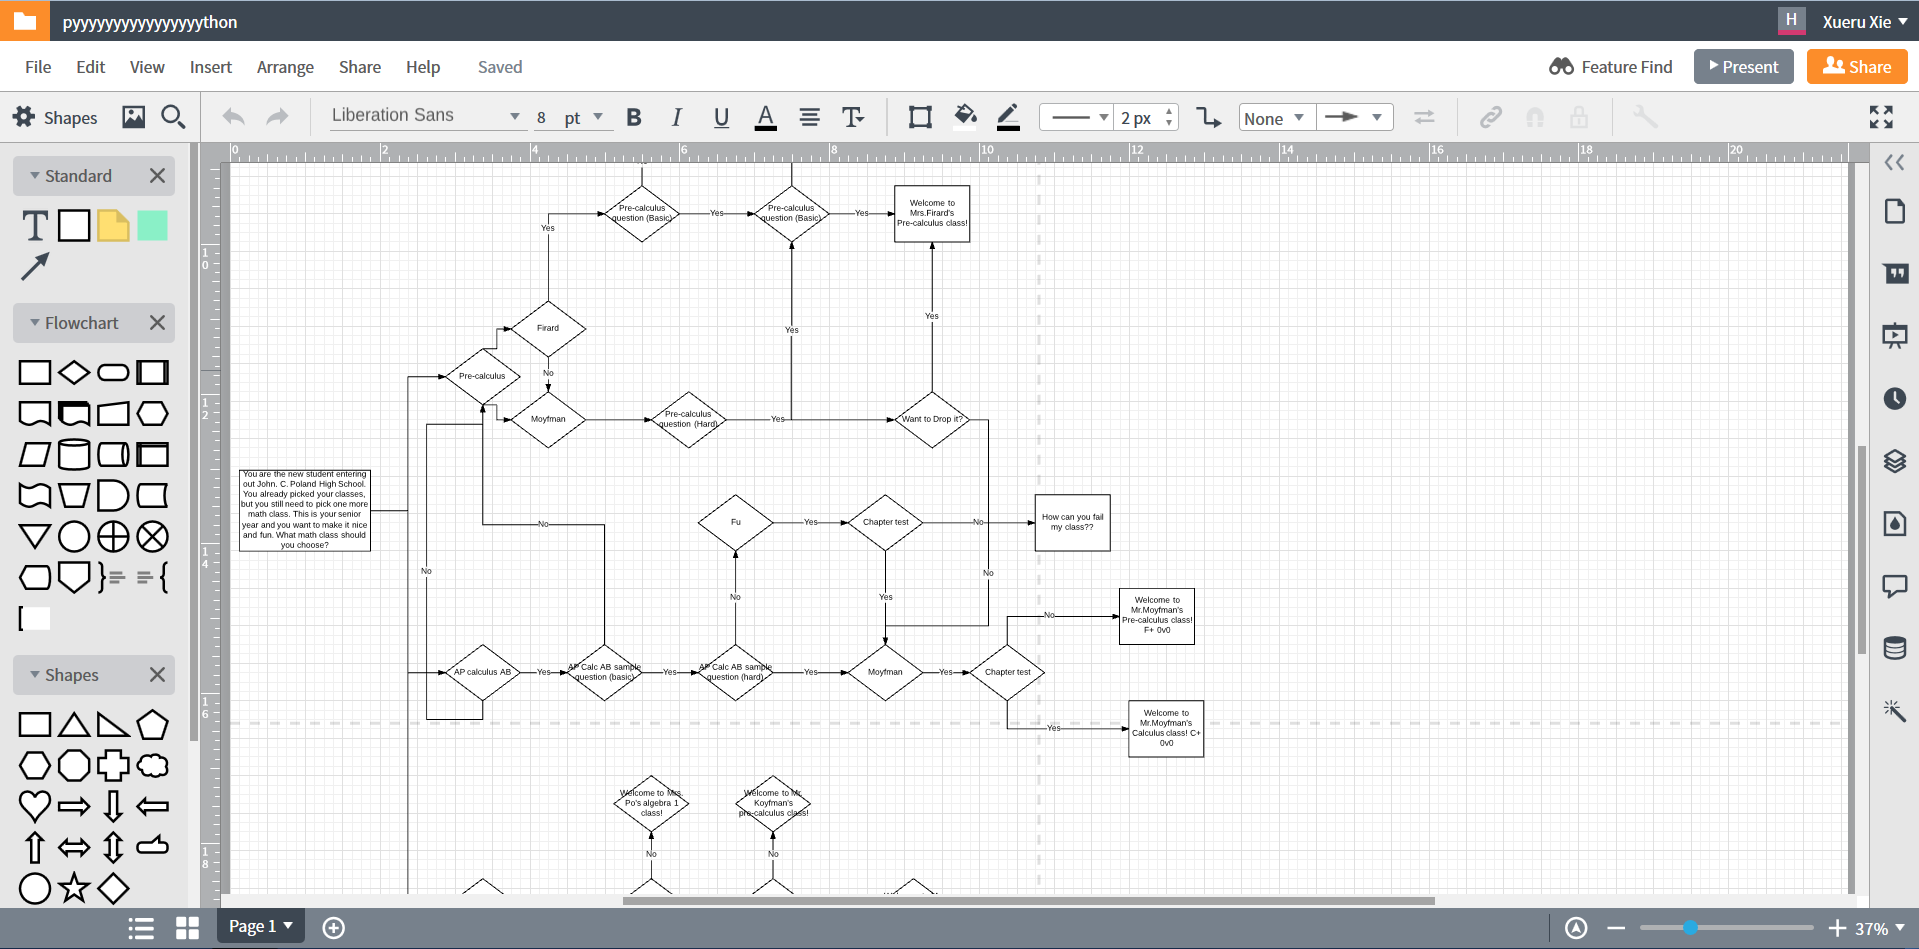 pyyyyyyyyyyyyyyyyython
H
Xueru Xie
File Edit View Insert Arrange Share Help Saved
Feature Find
Present
Share
Shapes
Liberation Sans
8 pt
B I U A T
2 px
None
0 2 4 6 8 10 12 14 16 18 20
Standard
T
Flowchart
Shapes
10
12
14
16
18
No
Pre-calculus
question (Basic)
Yes
Pre-calculus
question (Basic)
Yes
Welcome to
Mrs.Firard's
Pre-calculus class!
Yes
Firard
Yes
Yes
Pre-calculus
No
Moyfman
Pre-calculus
question (Hard)
Yes
Want to Drop it?
You are the new student entering
out John. C. Poland High School.
You already picked your classes,
but you still need to pick one more
math class. This is your senior
year and you want to make it nice
and fun. What math class should
you choose?
No
Fu
Yes
Chapter test
No
How can you fail
my class??
No
No
No
Yes
Welcome to
Mr.Moyfman's
Pre-calculus class!
F+ 0v0
No
AP calculus AB
Yes
AP Calc AB sample
question (basic)
Yes
AP Calc AB sample
question (hard)
Yes
Moyfman
Yes
Chapter test
Yes
Welcome to
Mr.Moyfman's
Calculus class! C+
0v0
Welcome to Mrs.
Po's algebra 1
class!
Welcome to Mr.
Koyfman's
pre-calculus class!
No
No
Page 1
37%